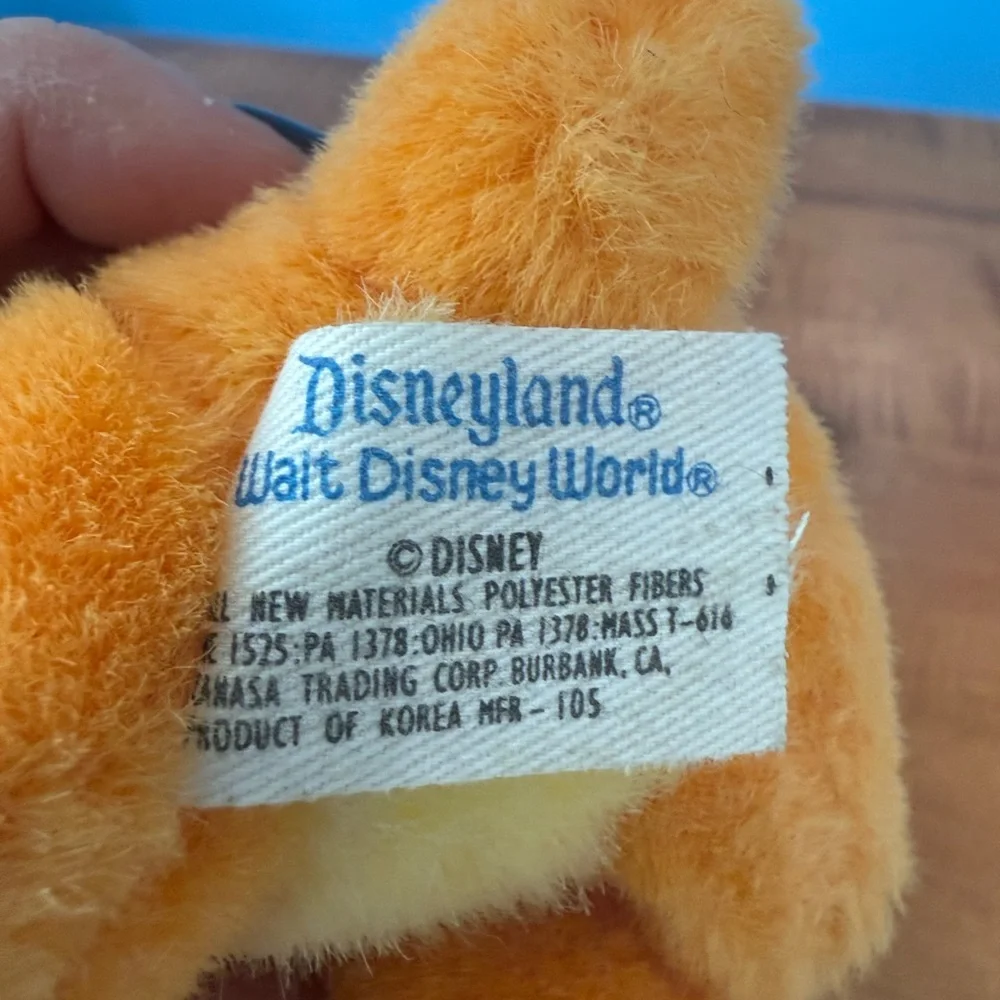 Disneyland®
Walt Disney World®
© DISNEY
NEW MATERIALS POLYESTER FIBERS
1525:PA 1378:OHIO PA 1378:MASS T-616
TRADING CORP. BURBANK, CA,
PRODUCT OF KOREA MFR-105